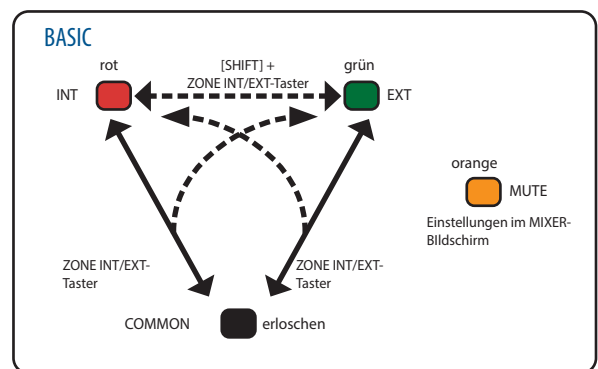 BASIC
rot
[SHIFT] +
ZONE INT/EXT-Taster
grün
INT
EXT
orange
MUTE
Einstellungen im MIXER-
BIldschirm
ZONE INT/EXT-
Taster
ZONE INT/EXT-
Taster
COMMON
erloschen